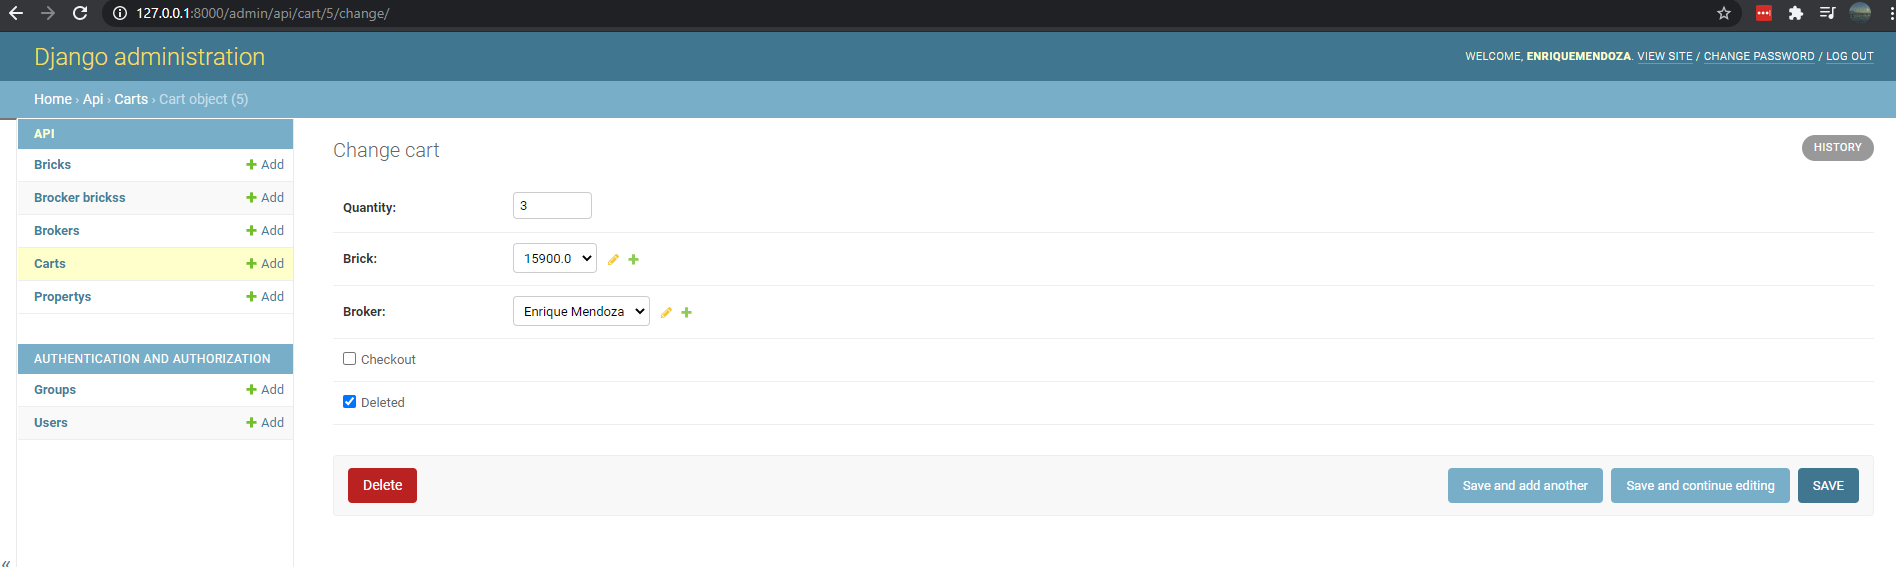 127.0.0.1:8000/admin/api/cart/5/change/
Django administration
WELCOME, ENRIQUEMENDOZA. VIEW SITE / CHANGE PASSWORD / LOG OUT
Home › Api › Carts › Cart object (5)
API
Bricks + Add
Brocker brickss + Add
Brokers + Add
Carts + Add
Propertys + Add
AUTHENTICATION AND AUTHORIZATION
Groups + Add
Users + Add
«
Change cart
HISTORY
Quantity: 3
Brick: 15900.0
Broker: Enrique Mendoza
Checkout
Deleted
Delete
Save and add another
Save and continue editing
SAVE